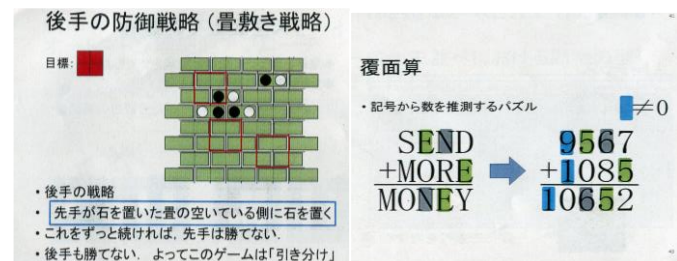 後手の防御戦略(畳敷き戦略)
目標:
・後手の戦略
・ 先手が石を置いた畳の空いている側に石を置く
・これをずっと続ければ,先手は勝てない.
・後手も勝てない. よってこのゲームは「引き分け」
覆面算
・記号から数を推測するパズル
≠0
SEND
+MORE
MONEY
9567
+1085
10652